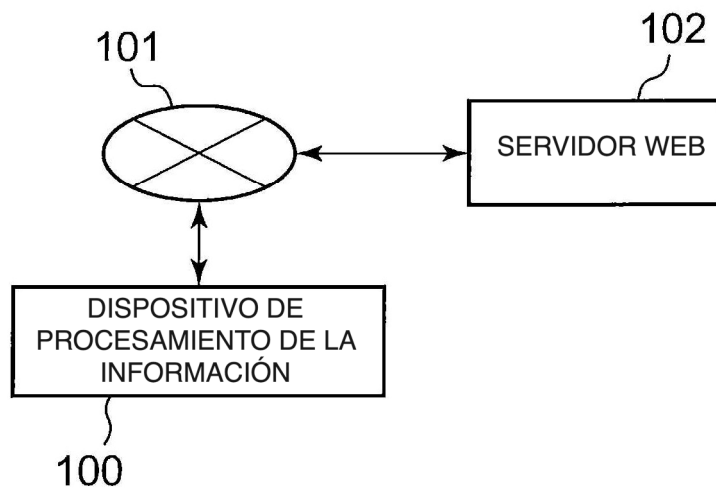 101
102
SERVIDOR WEB
DISPOSITIVO DE
PROCESAMIENTO DE LA
INFORMACIÓN
100